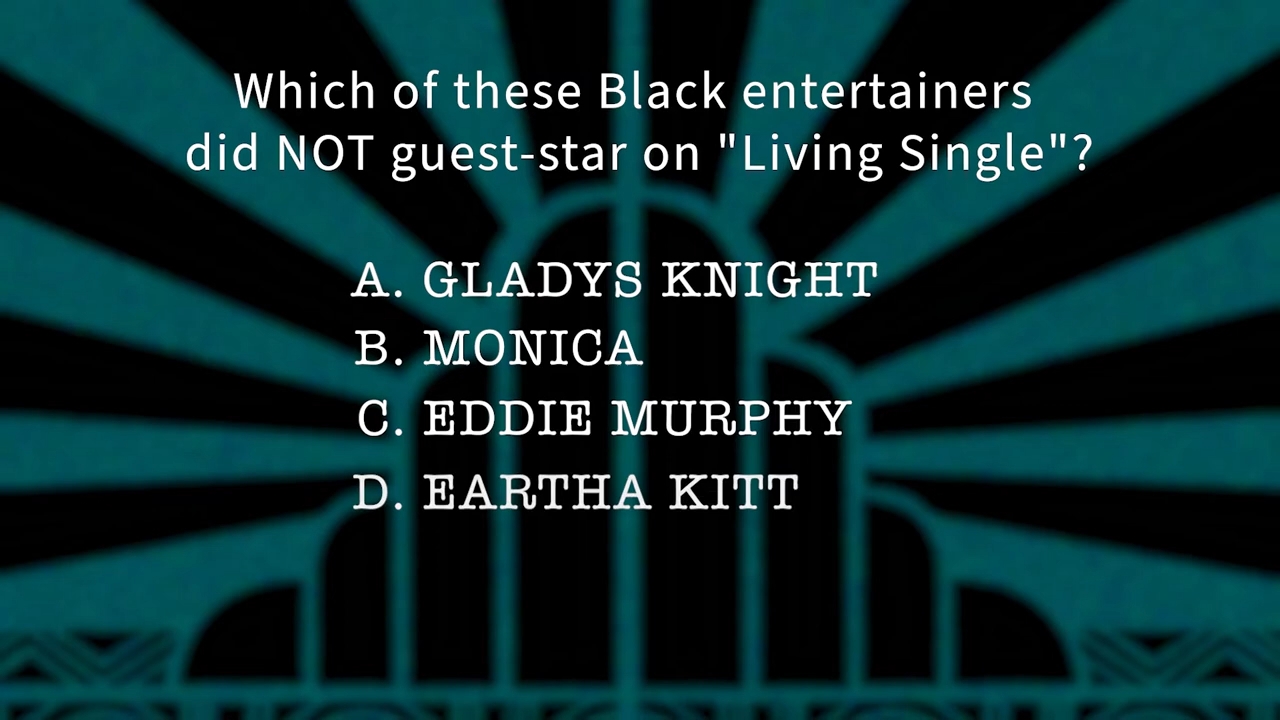 Which of these Black entertainers
did NOT guest-star on "Living Single"?
A. GLADYS KNIGHT
B. MONICA
C. EDDIE MURPHY
D. EARTHA KITT